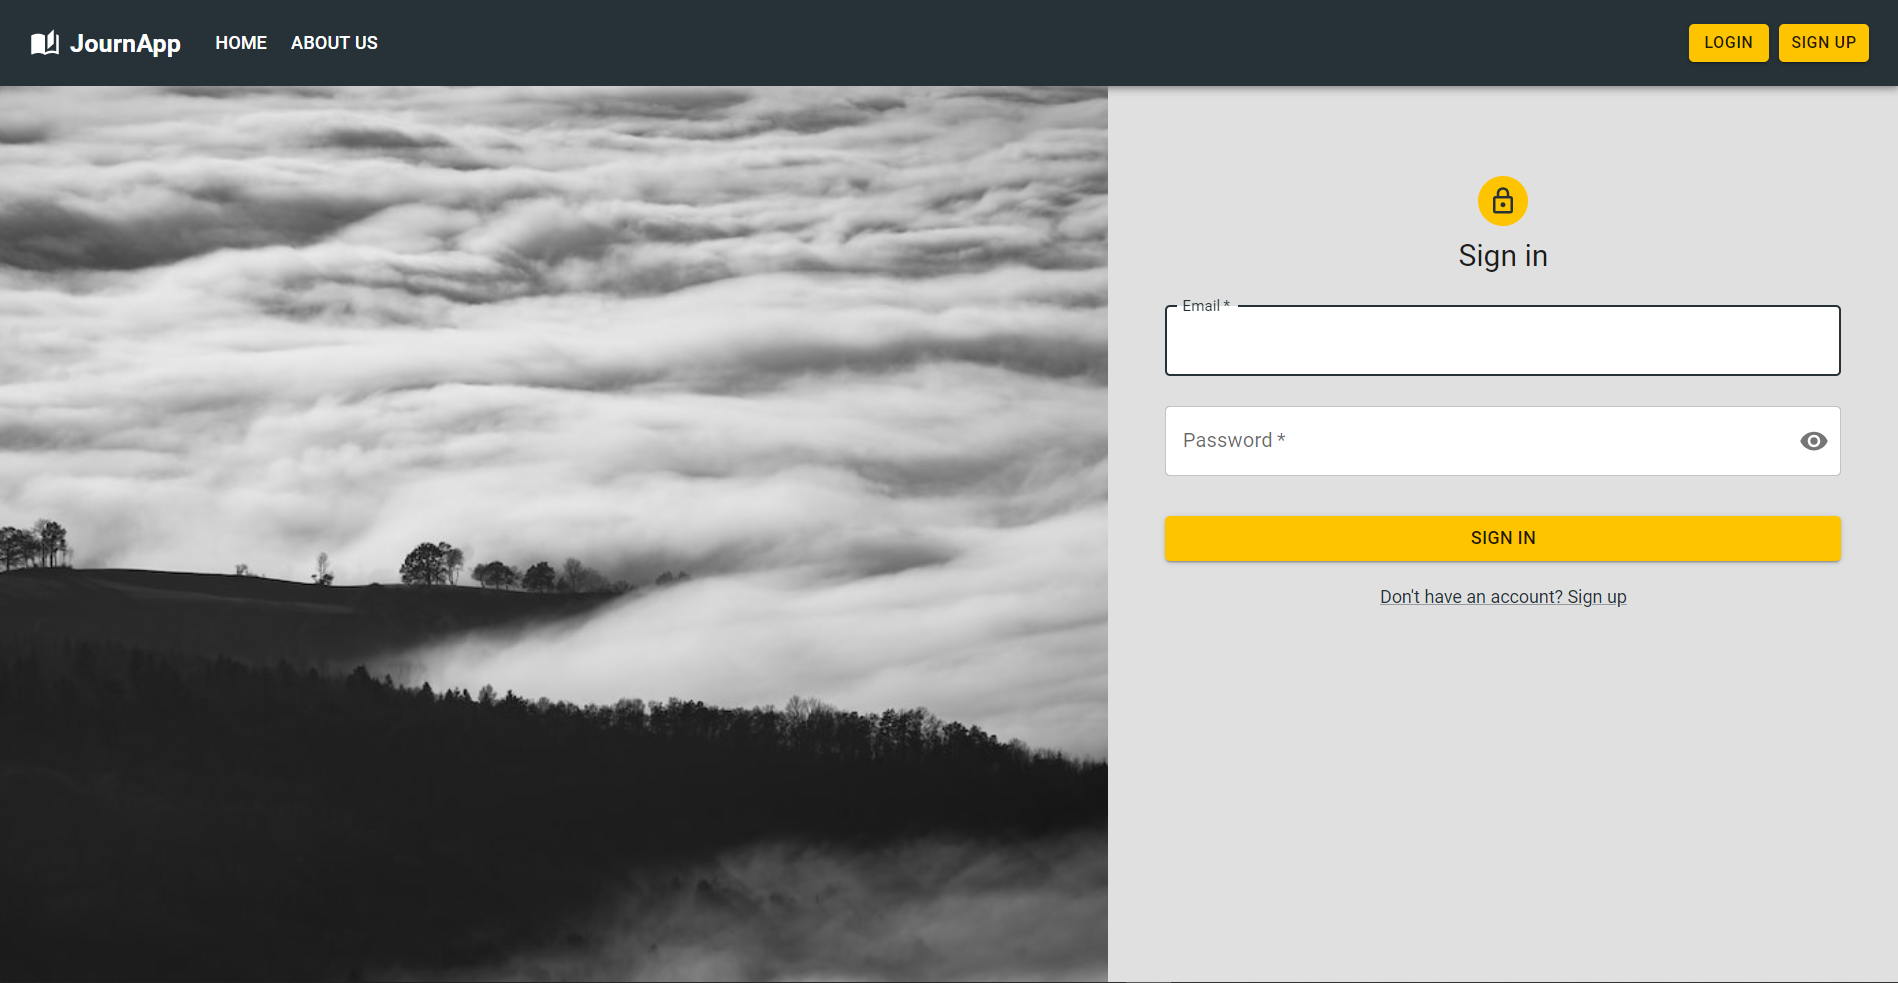 JournApp HOME ABOUT US LOGIN SIGN UP
Sign in
Email *
Password *
SIGN IN
Don't have an account? Sign up